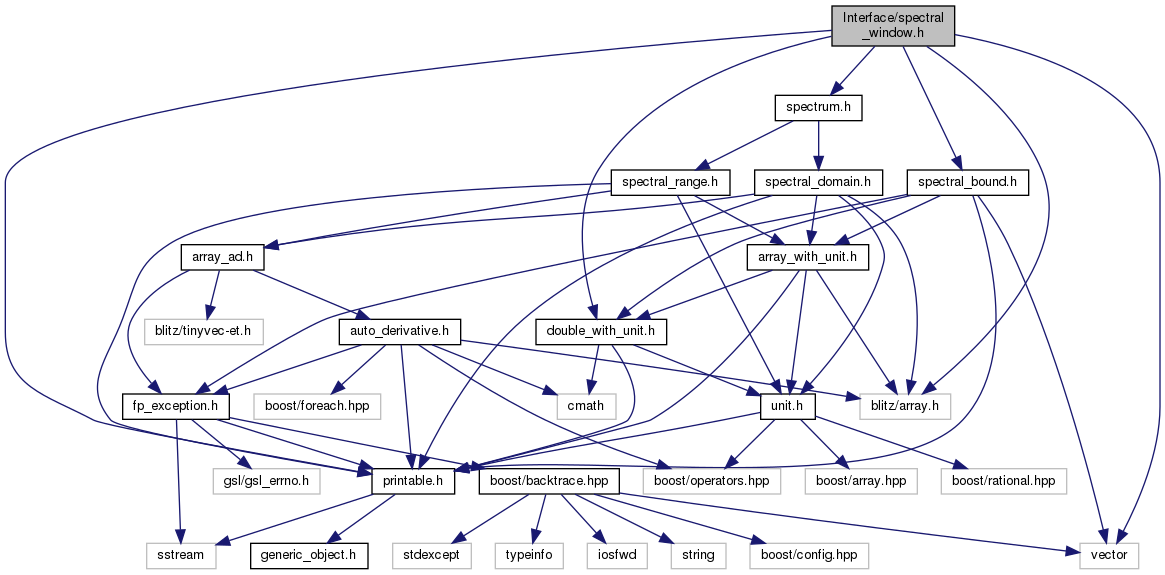 Interface/spectral
_window.h
spectrum.h
spectral_range.h
spectral_domain.h
spectral_bound.h
array_ad.h
array_with_unit.h
blitz/tinyvec-et.h
auto_derivative.h
double_with_unit.h
fp_exception.h
boost/foreach.hpp
cmath
unit.h
blitz/array.h
gsl/gsl_errno.h
printable.h
boost/backtrace.hpp
boost/operators.hpp
boost/array.hpp
boost/rational.hpp
sstream
generic_object.h
stdexcept
typeinfo
iosfwd
string
boost/config.hpp
vector